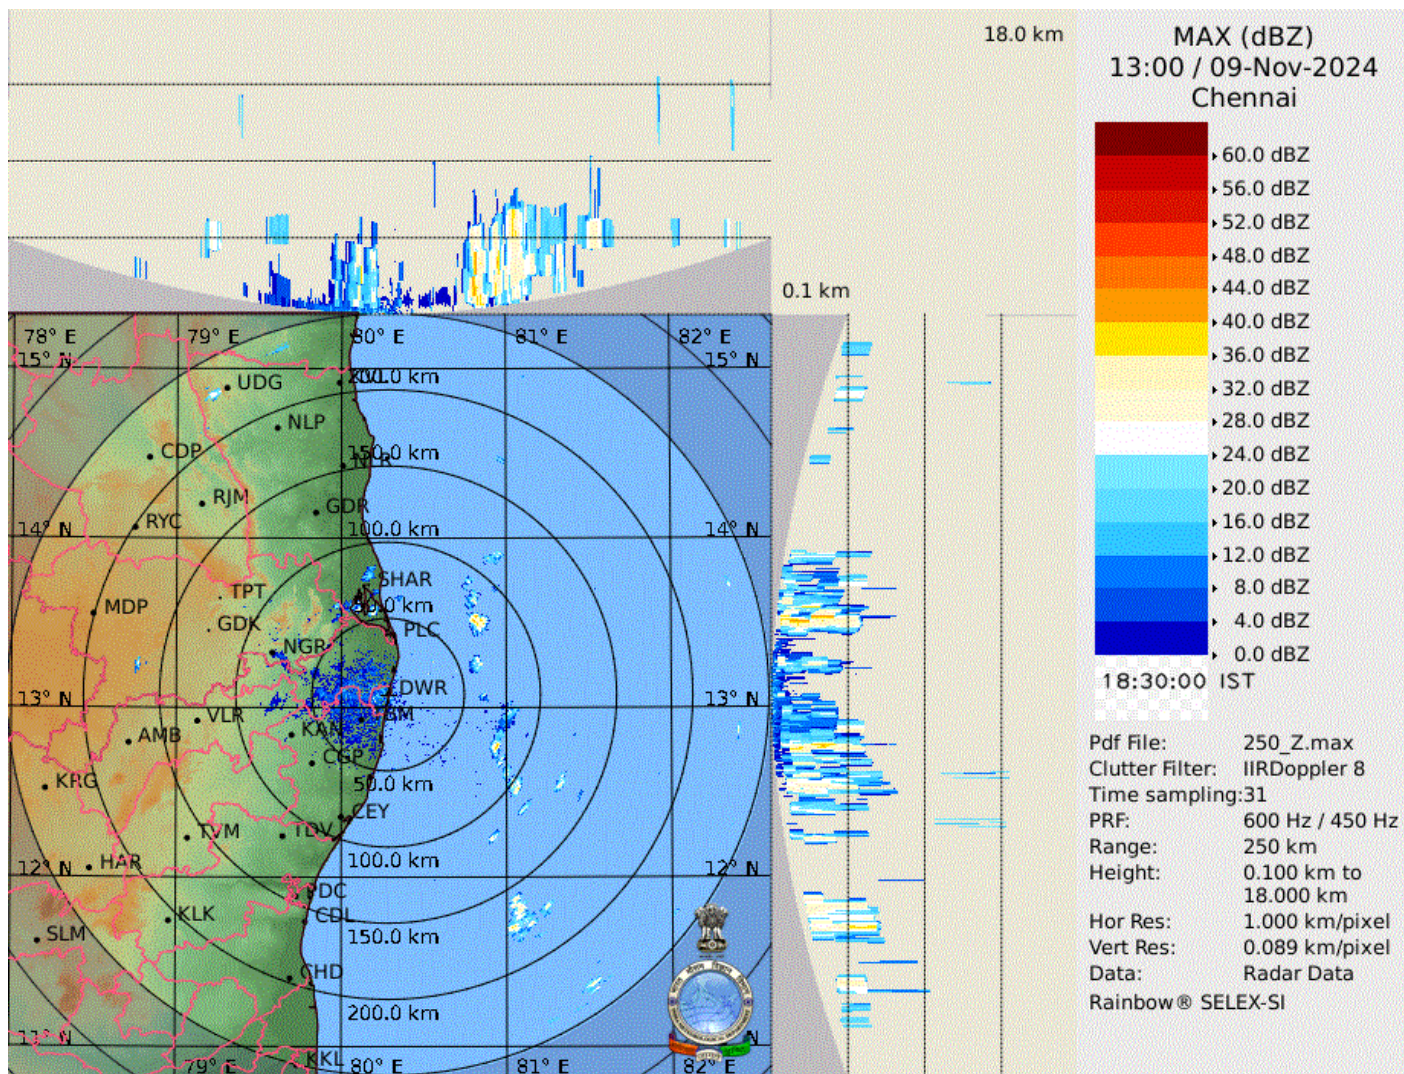 18.0 km
0.1 km
MAX (dBZ)
13:00 / 09-Nov-2024
Chennai
60.0 dBZ
56.0 dBZ
52.0 dBZ
48.0 dBZ
44.0 dBZ
40.0 dBZ
36.0 dBZ
32.0 dBZ
28.0 dBZ
24.0 dBZ
20.0 dBZ
16.0 dBZ
12.0 dBZ
8.0 dBZ
4.0 dBZ
0.0 dBZ
18:30:00 IST
Pdf File: 250_Z.max
Clutter Filter: IIRDoppler 8
Time sampling:31
PRF: 600 Hz / 450 Hz
Range: 250 km
Height: 0.100 km to
18.000 km
Hor Res: 1.000 km/pixel
Vert Res: 0.089 km/pixel
Data: Radar Data
Rainbow® SELEX-SI
78° E 79° E 80° E 81° E 82° E
15° N 15° N
200.0 km
UDG
NLP
CDP
150.0 km
RJM
GDR
RYC
14° N 100.0 km 14° N
SHAR
TPT
MDP 50.0 km
GDK PLC
NGR
DWR
13° N 13° N
VLR
KAN
AMB
CGP
KRG 50.0 km
CEY
TVM TDV
HAR 100.0 km
12° N 12° N
PDC
KLK CDL
SLM 150.0 km
CHD
200.0 km
11° N
KKL
79° E 80° E 81° E 82° E